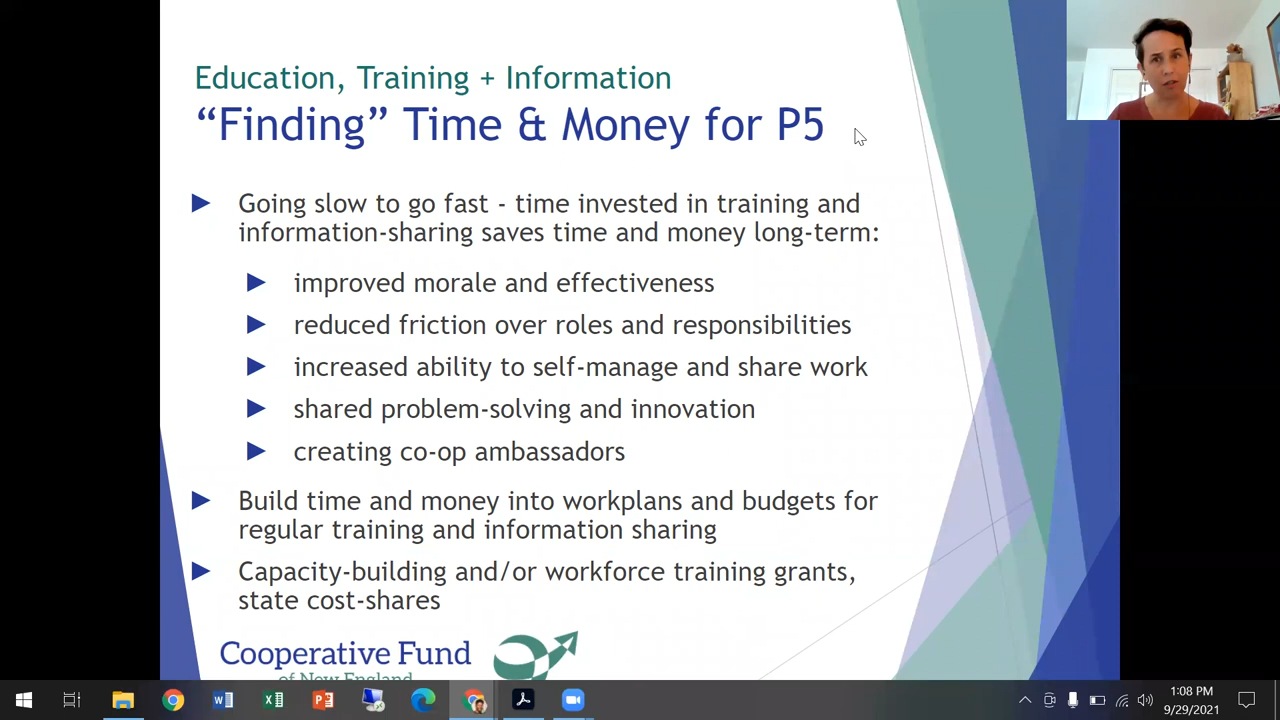 Education, Training + Information
“Finding” Time & Money for P5
Going slow to go fast - time invested in training and
information-sharing saves time and money long-term:
improved morale and effectiveness
reduced friction over roles and responsibilities
increased ability to self-manage and share work
shared problem-solving and innovation
creating co-op ambassadors
Build time and money into workplans and budgets for
regular training and information sharing
Capacity-building and/or workforce training grants,
state cost-shares
Cooperative Fund
of New England
1:08 PM
9/29/2021